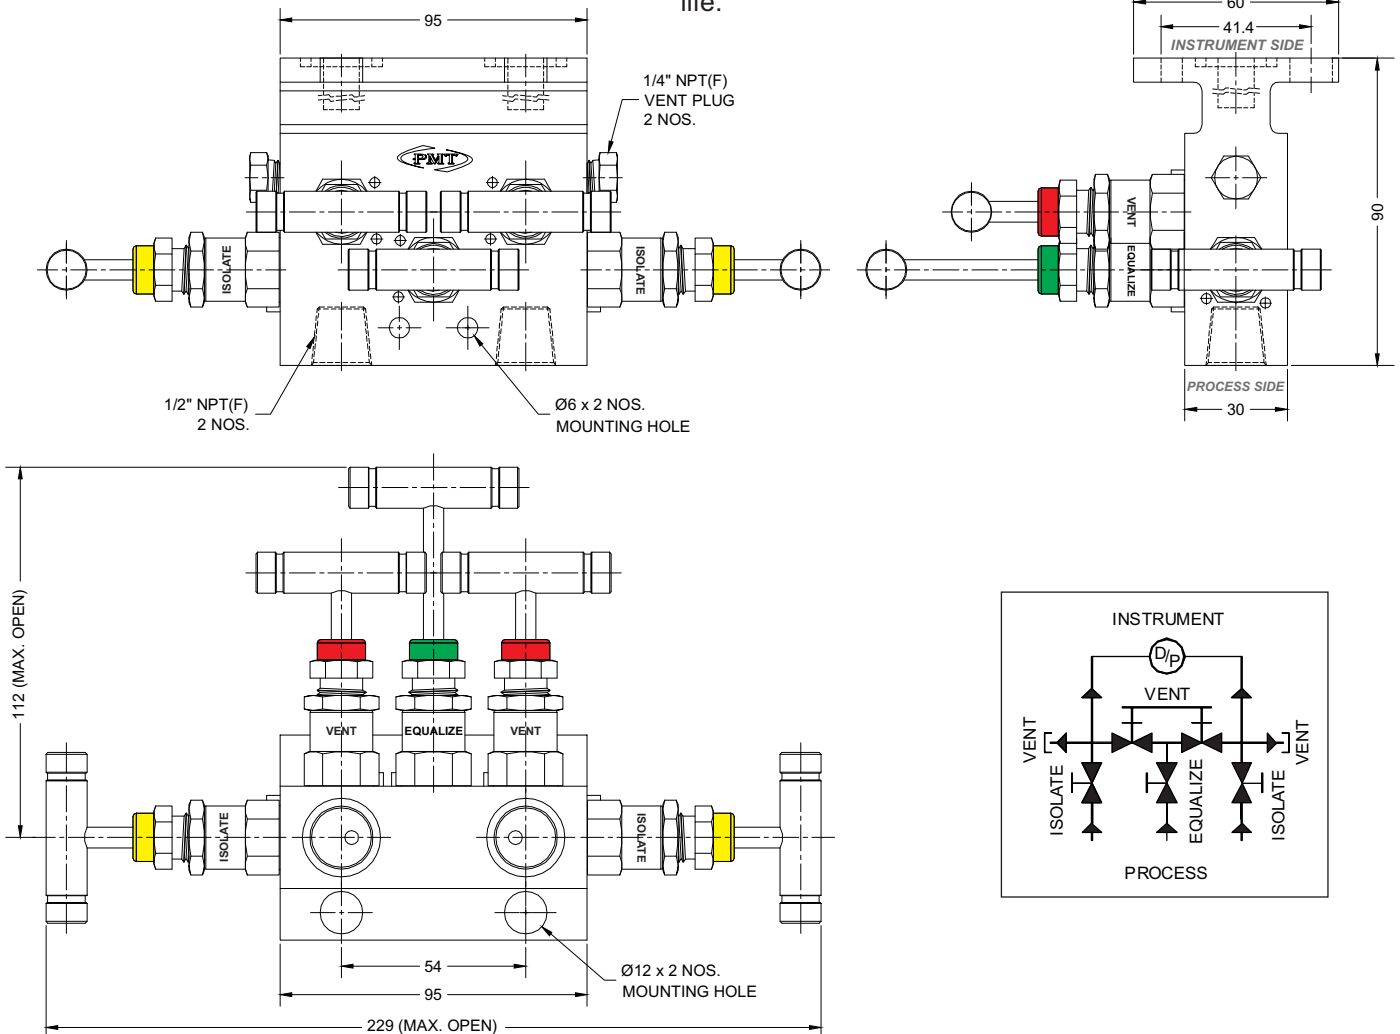 life.
95
60
41.4
INSTRUMENT SIDE
1/4" NPT(F)
VENT PLUG
2 NOS.
PMT
VENT
90
ISOLATE
ISOLATE
EQUALIZE
1/2" NPT(F)
2 NOS.
Ø6 x 2 NOS.
MOUNTING HOLE
PROCESS SIDE
30
112 (MAX. OPEN)
VENT
EQUALIZE
VENT
ISOLATE
ISOLATE
54
95
229 (MAX. OPEN)
Ø12 x 2 NOS.
MOUNTING HOLE
INSTRUMENT
D/P
VENT
VENT
VENT
ISOLATE
EQUALIZE
ISOLATE
PROCESS